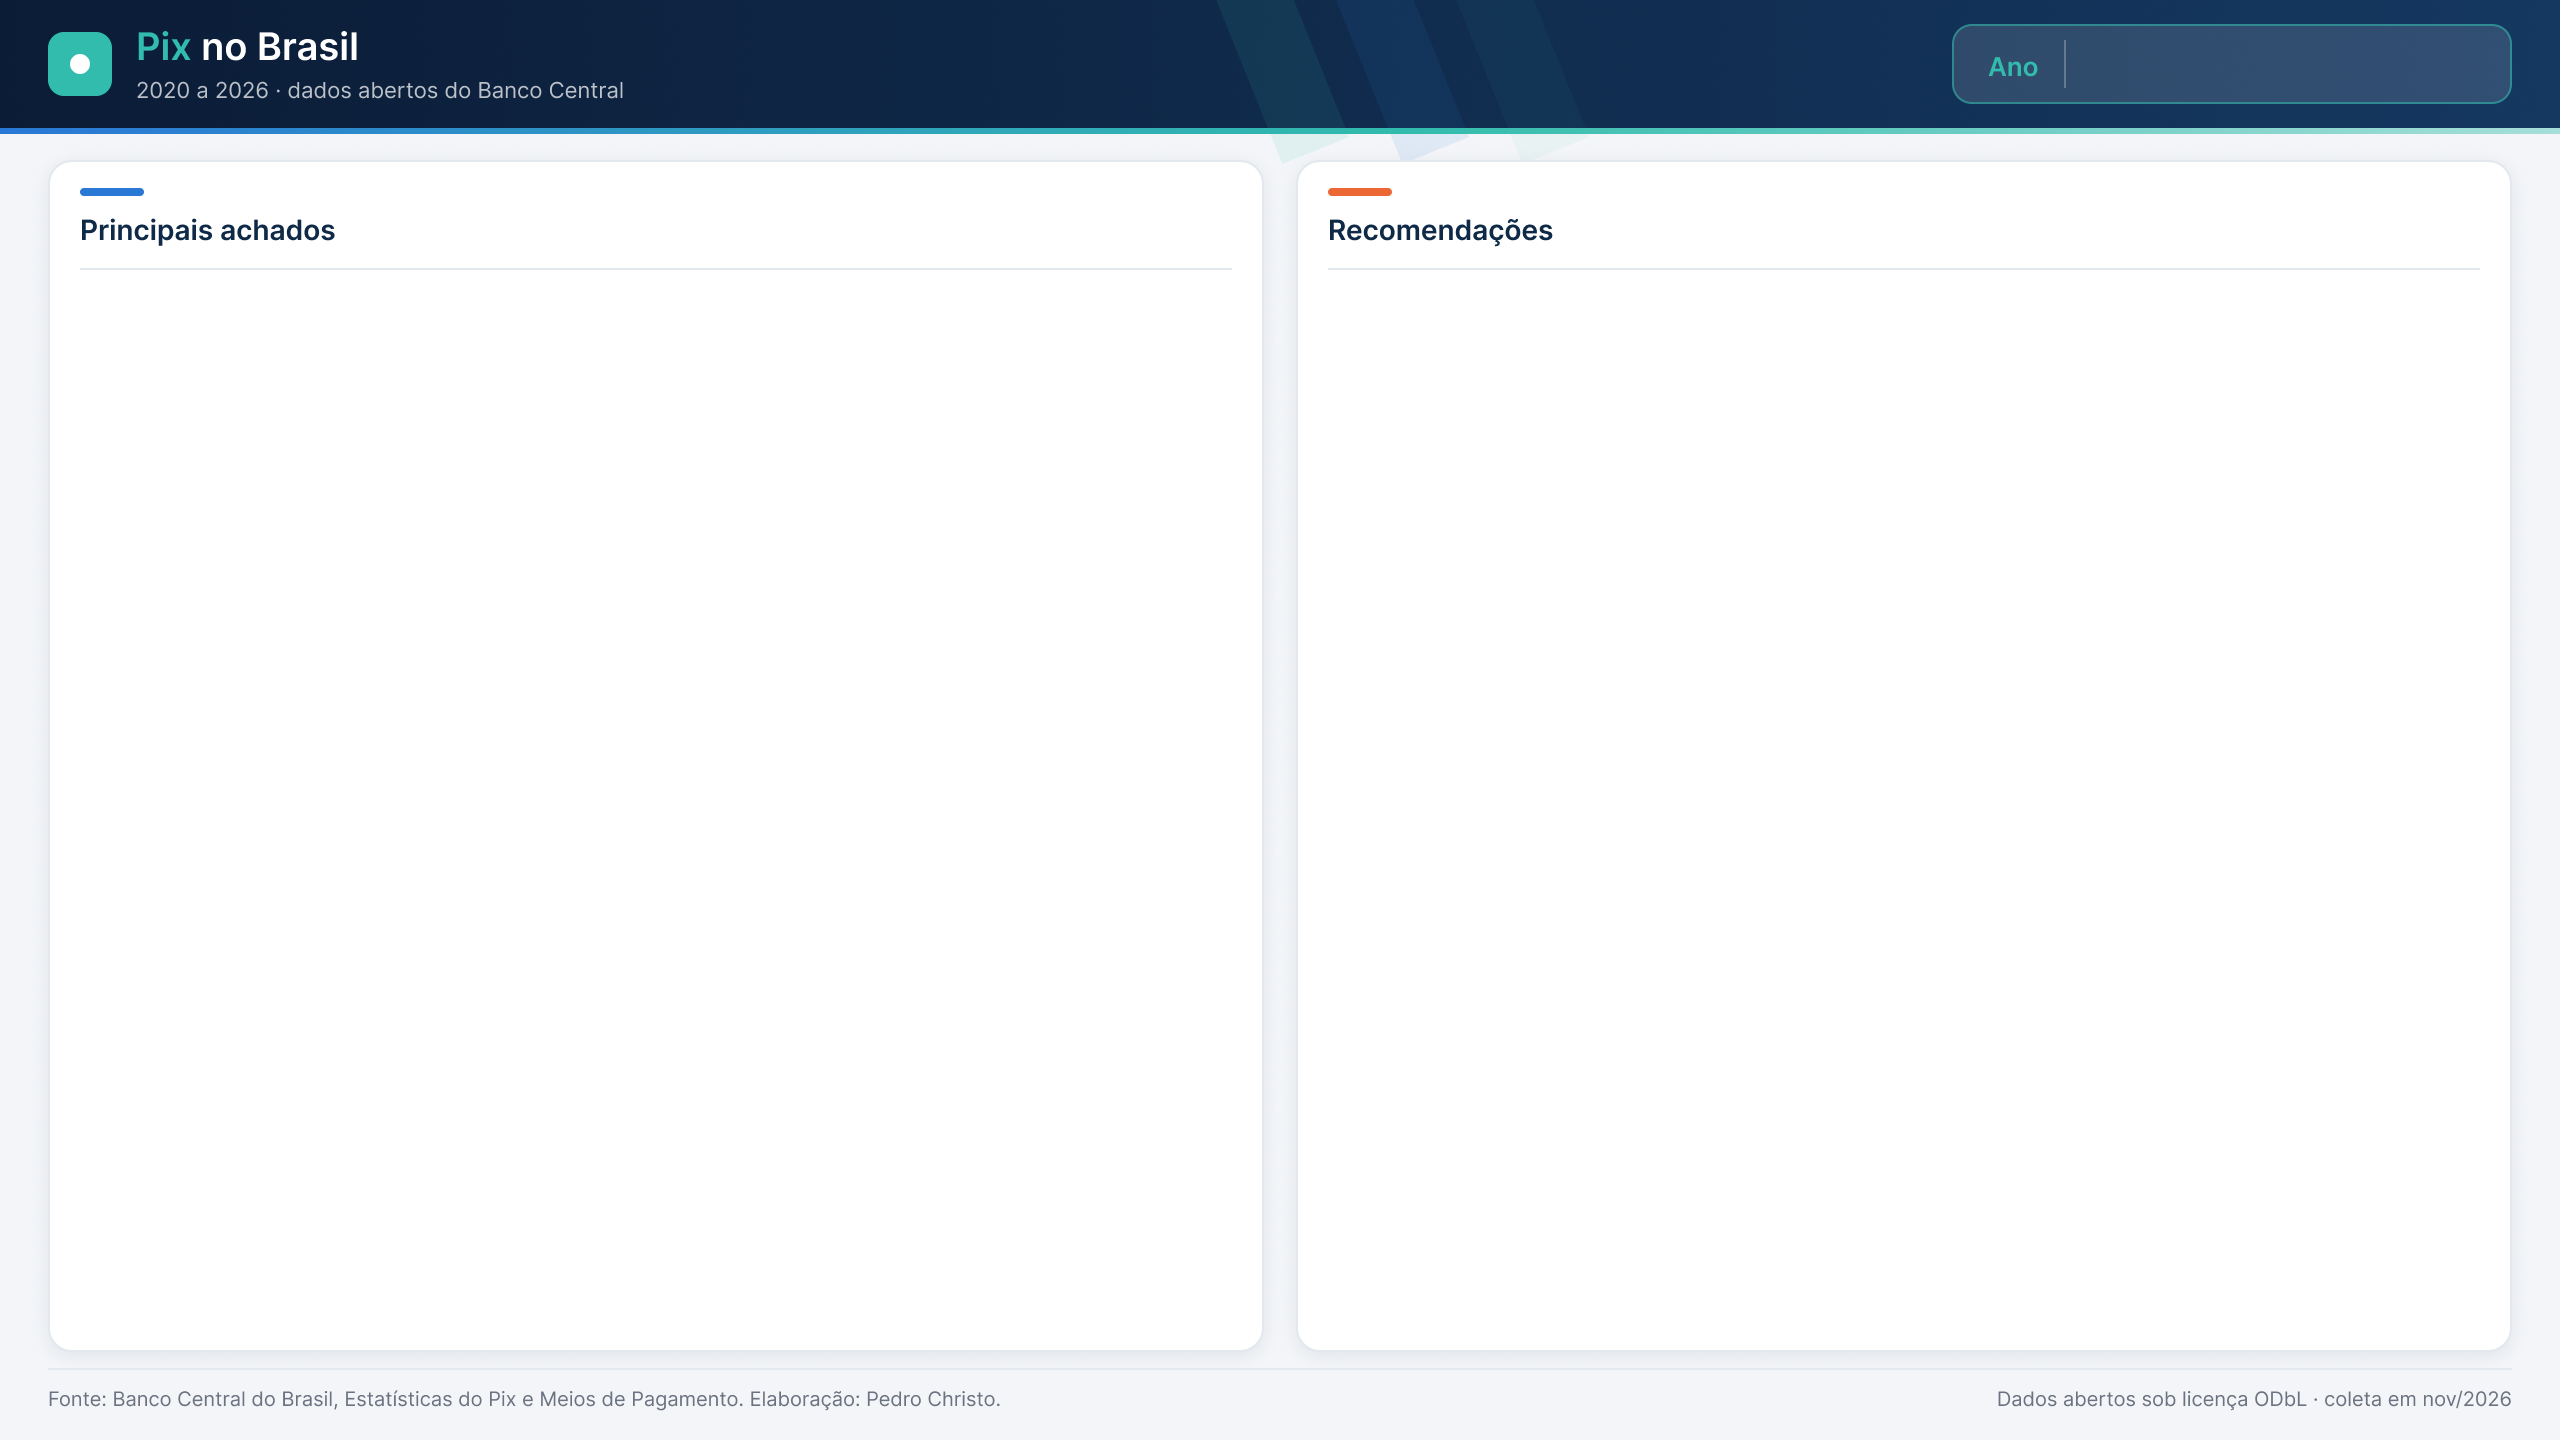 Pix no Brasil
2020 a 2026 · dados abertos do Banco Central
Ano
Principais achados
Recomendações
Fonte: Banco Central do Brasil, Estatísticas do Pix e Meios de Pagamento. Elaboração: Pedro Christo.
Dados abertos sob licença ODbL · coleta em nov/2026